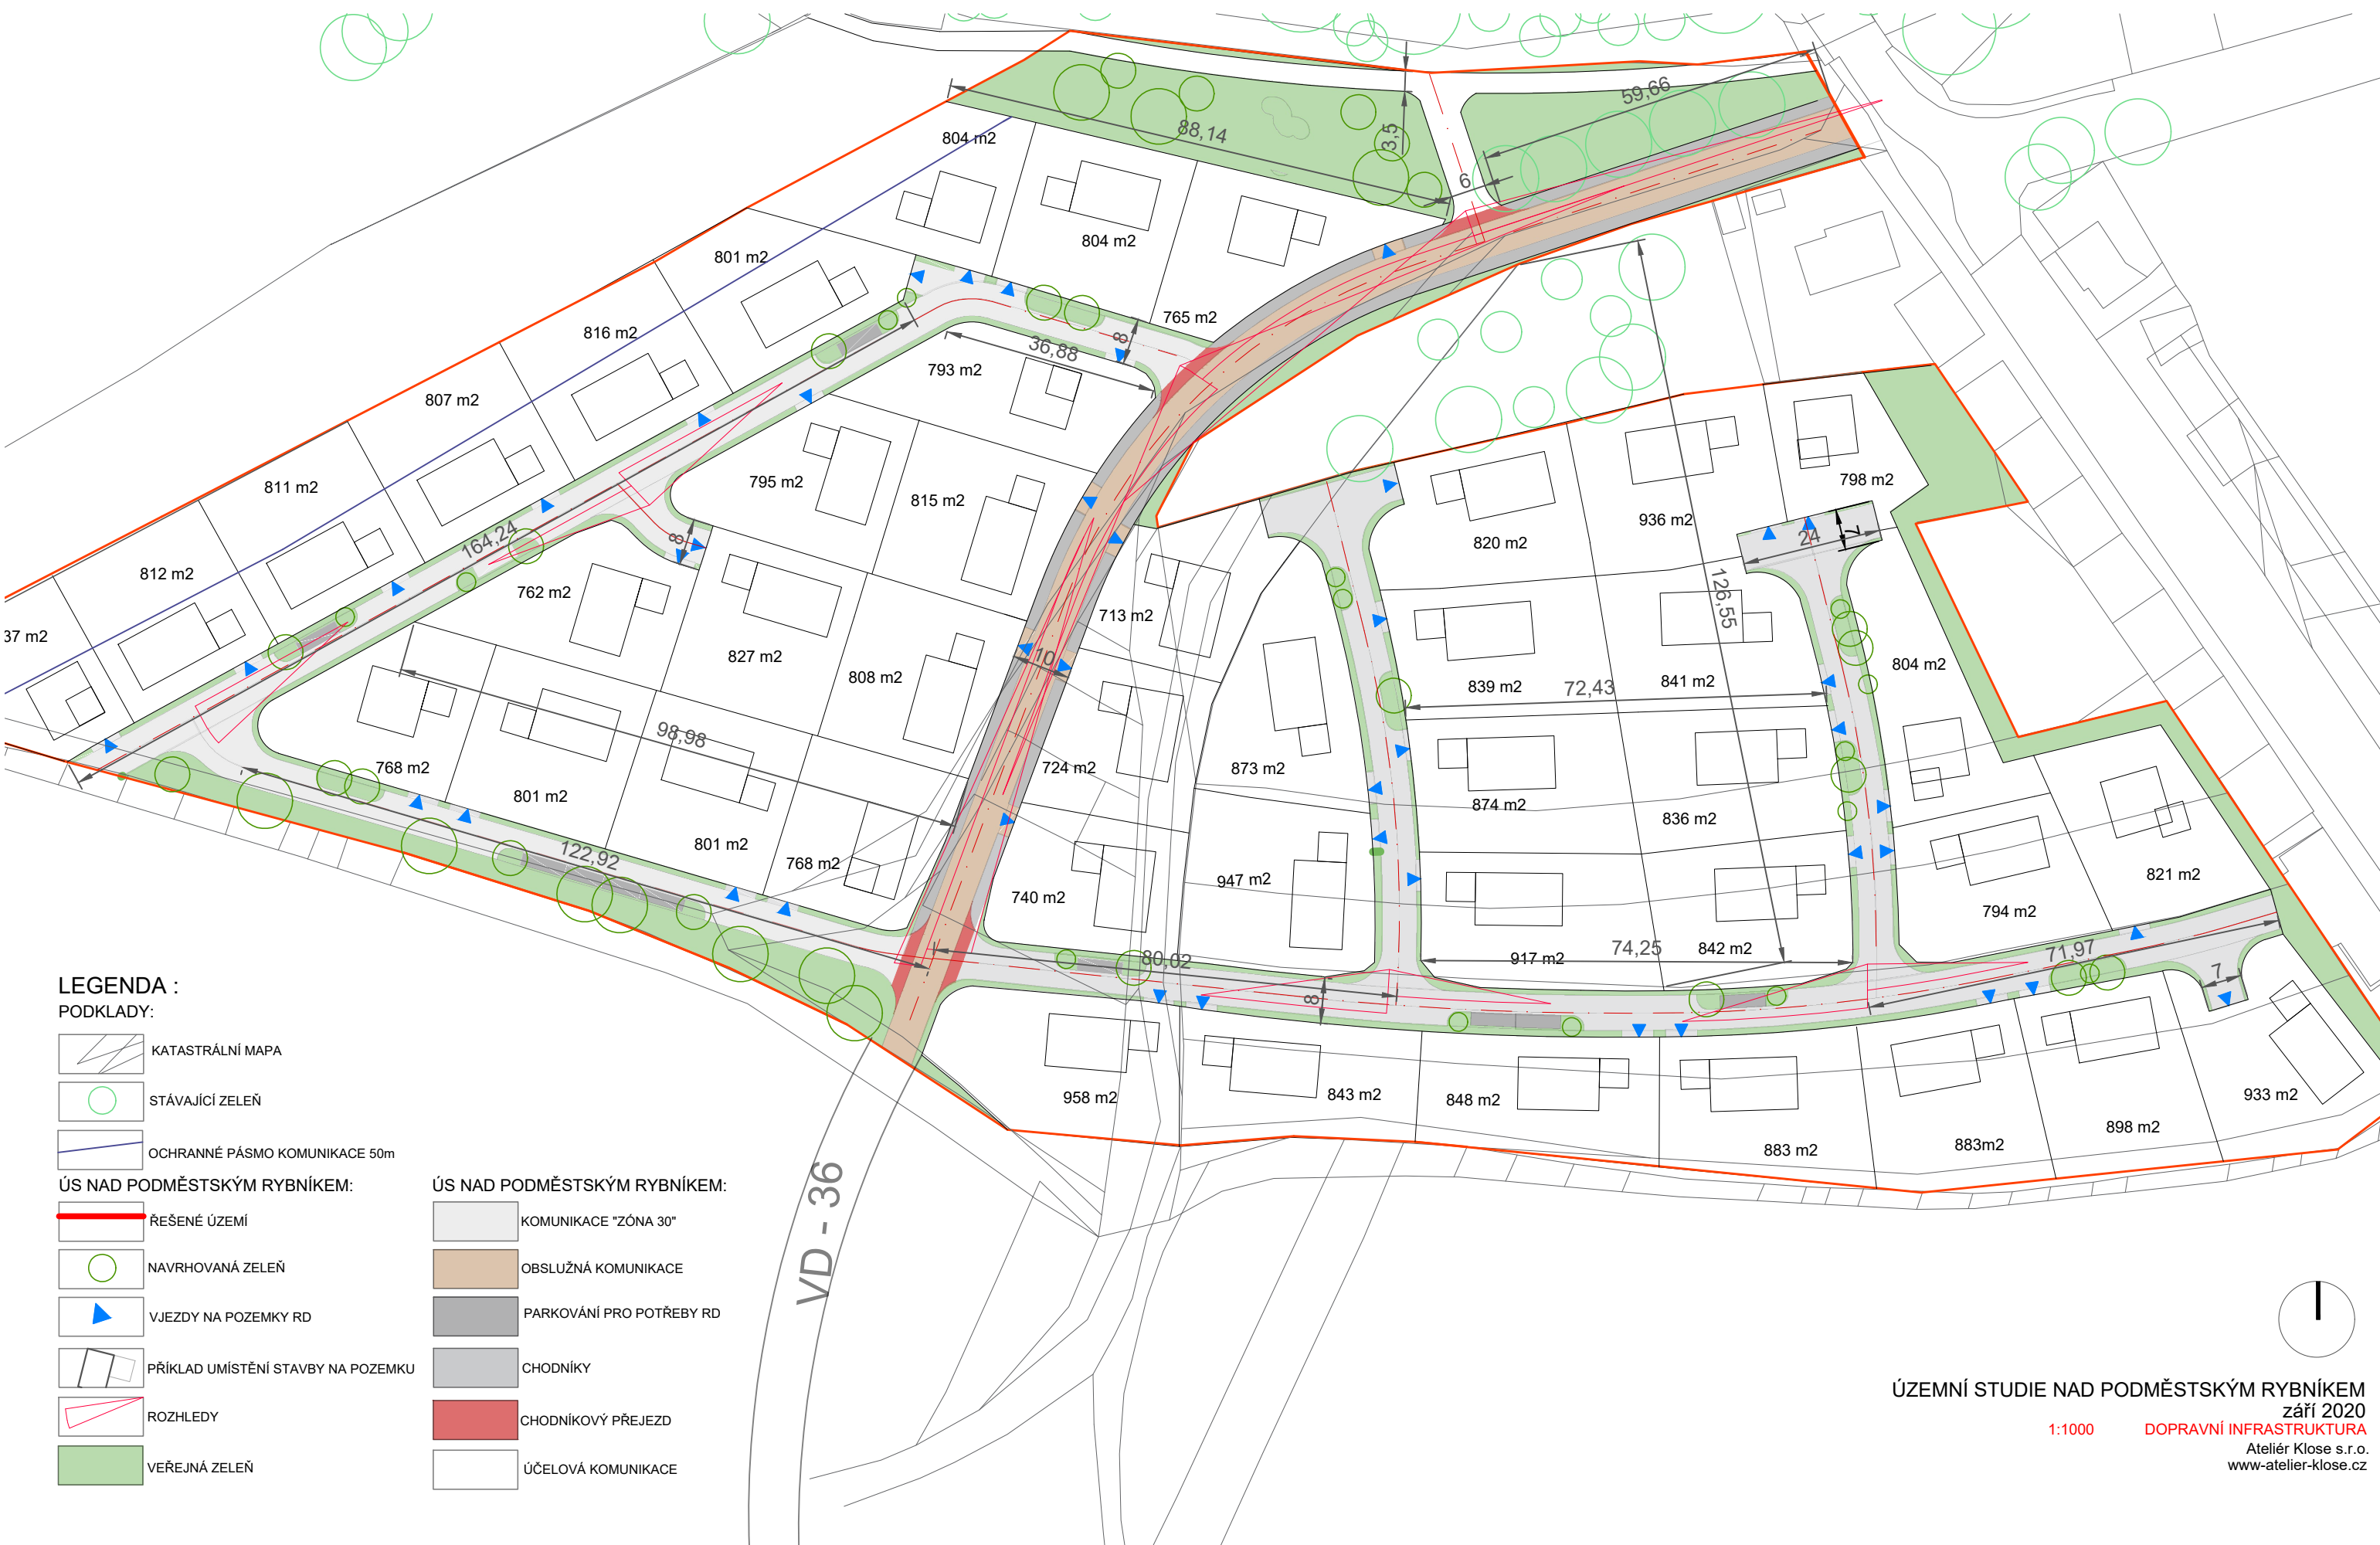 59,66
88,14
3,5
6
804 m2
804 m2
801 m2
765 m2
8
36,88
816 m2
793 m2
807 m2
811 m2
795 m2
815 m2
798 m2
936 m2
820 m2
7
24
164,24
8
812 m2
762 m2
126,55
713 m2
37 m2
827 m2
10
808 m2
804 m2
839 m2
72,43
841 m2
98,98
768 m2
724 m2
873 m2
801 m2
874 m2
836 m2
122,92
801 m2
768 m2
740 m2
947 m2
821 m2
794 m2
80,02
917 m2
74,25
842 m2
71,97
7
8
958 m2
843 m2
848 m2
883 m2
883m2
898 m2
933 m2
VD - 36
LEGENDA :
PODKLADY:
KATASTRÁLNÍ MAPA
STÁVAJÍCÍ ZELEŇ
OCHRANNÉ PÁSMO KOMUNIKACE 50m
ÚS NAD PODMĚSTSKÝM RYBNÍKEM:
ŘEŠENÉ ÚZEMÍ
NAVRHOVANÁ ZELEŇ
VJEZDY NA POZEMKY RD
PŘÍKLAD UMÍSTĚNÍ STAVBY NA POZEMKU
ROZHLEDY
VEŘEJNÁ ZELEŇ
ÚS NAD PODMĚSTSKÝM RYBNÍKEM:
KOMUNIKACE "ZÓNA 30"
OBSLUŽNÁ KOMUNIKACE
PARKOVÁNÍ PRO POTŘEBY RD
CHODNÍKY
CHODNÍKOVÝ PŘEJEZD
ÚČELOVÁ KOMUNIKACE
ÚZEMNÍ STUDIE NAD PODMĚSTSKÝM RYBNÍKEM
září 2020
1:1000 DOPRAVNÍ INFRASTRUKTURA
Ateliér Klose s.r.o.
www-atelier-klose.cz